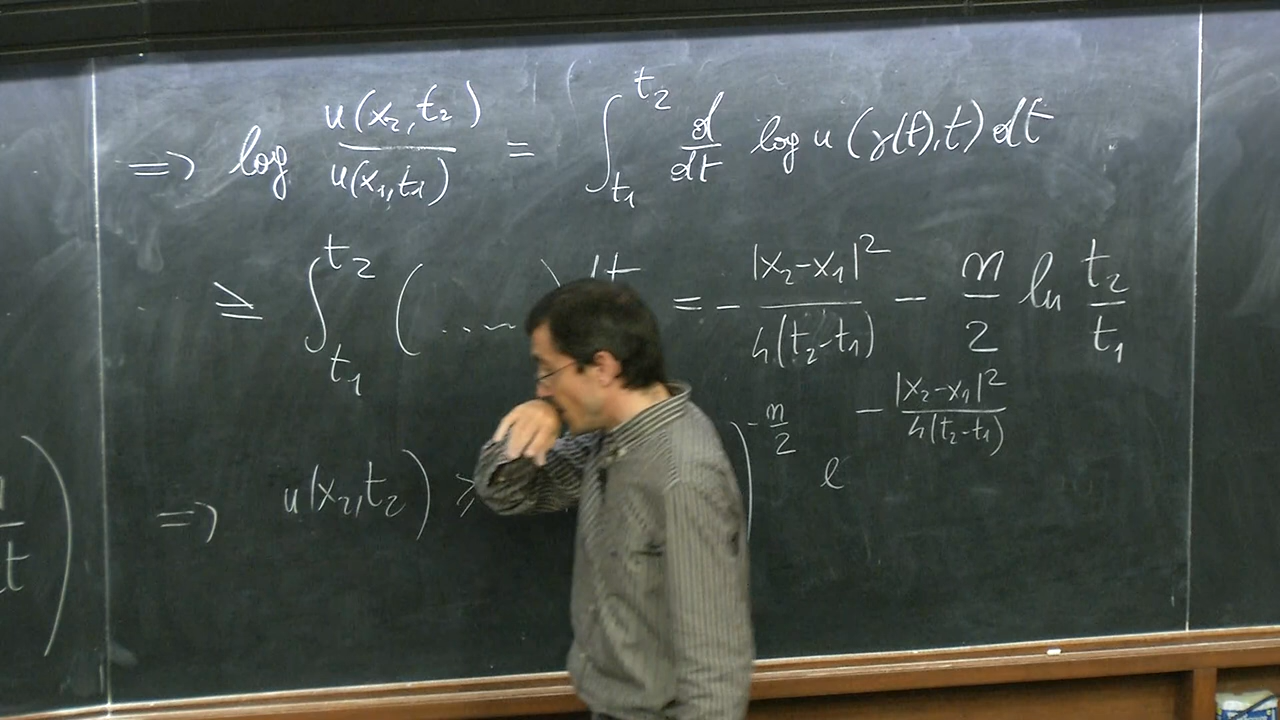 => log u(x₂,t₂)/u(x₁,t₁) = ∫_{t₁}^{t₂} d/dt log u (γ(t),t) dt
≥ ∫_{t₁}^{t₂} (....) dt = - |x₂-x₁|²/4(t₂-t₁) - n/2 ln t₂/t₁
=> u(x₂,t₂) ≥ )^{-n/2} e^{- |x₂-x₁|²/4(t₂-t₁)}
t )